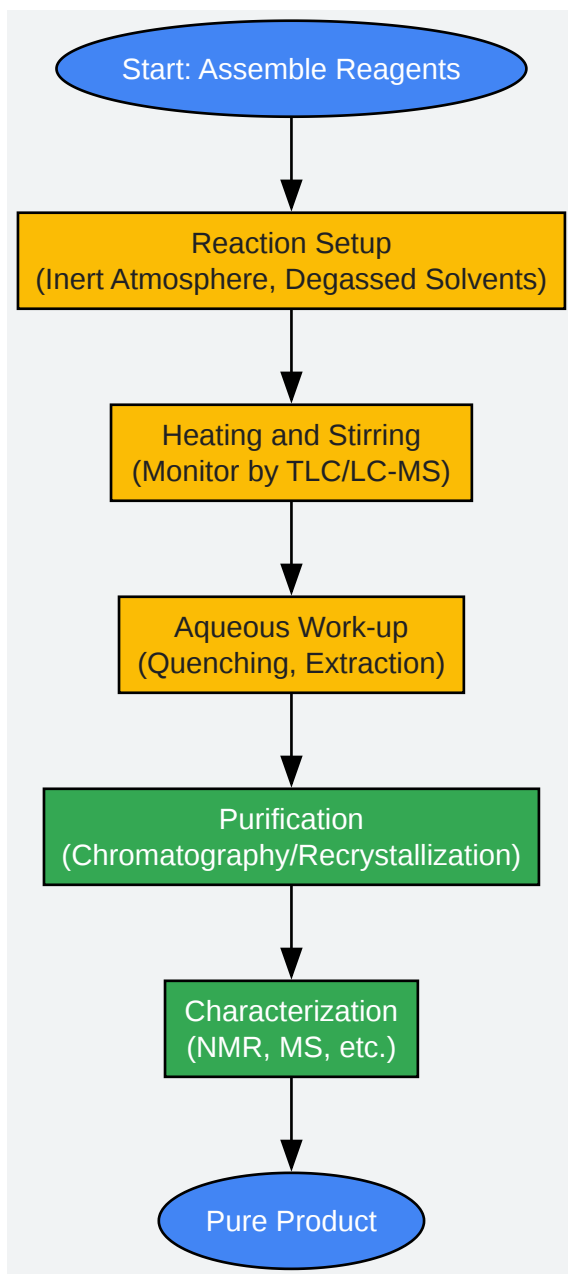 Start: Assemble Reagents
Reaction Setup
(Inert Atmosphere, Degassed Solvents)
Heating and Stirring
(Monitor by TLC/LC-MS)
Aqueous Work-up
(Quenching, Extraction)
Purification
(Chromatography/Recrystallization)
Characterization
(NMR, MS, etc.)
Pure Product